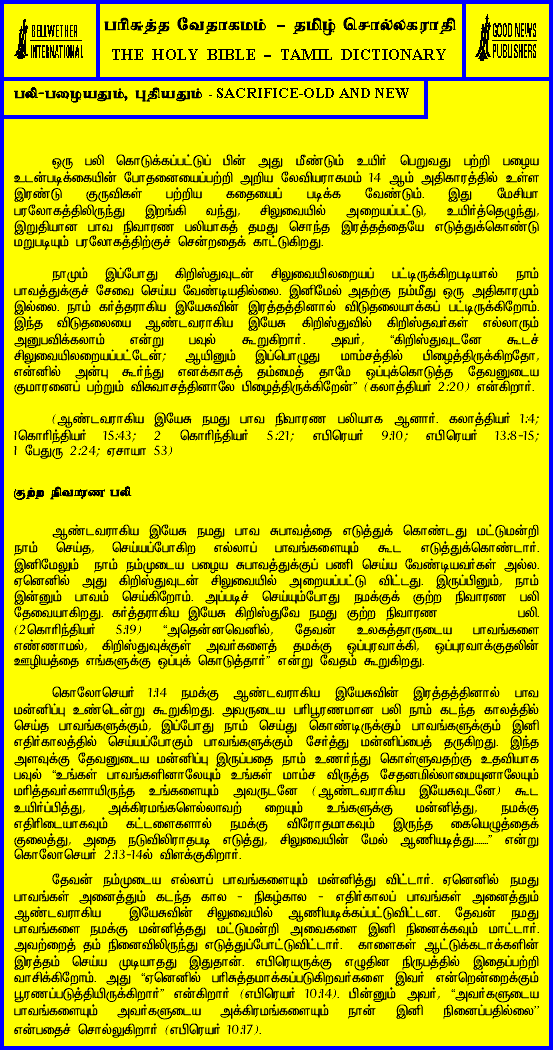 BELLWETHER
INTERNATIONAL
பரிசுத்த வேதாகமம் – தமிழ் சொல்லகராதி
THE HOLY BIBLE – TAMIL DICTIONARY
GOOD NEWS
PUBLISHERS
பலி-பழையதும், புதியதும் - SACRIFICE-OLD AND NEW
ஒரு பலி கொடுக்கப்பட்டுப் பின் அது மீண்டும் உயிர் பெறுவது பற்றி பழைய
உடன்படிக்கையின் போதனையைப்பற்றி அறிய லேவியராகமம் 14 ஆம் அதிகாரத்தில் உள்ள
இரண்டு குருவிகள் பற்றிய கதையைப் படிக்க வேண்டும். இது மேசியா
பரலோகத்திலிருந்து இறங்கி வந்து, சிலுவையில் அறையப்பட்டு, உயிர்த்தெழுந்து,
இறுதியான பாவ நிவாரண பலியாகத் தமது சொந்த இரத்தத்தையே எடுத்துக்கொண்டு
மறுபடியும் பரலோகத்திற்குச் சென்றதைக் காட்டுகிறது.
நாமும் இப்போது கிறிஸ்துவுடன் சிலுவையிலறையப் பட்டிருக்கிறபடியால் நாம்
பாவத்துக்குச் சேவை செய்ய வேண்டியதில்லை. இனிமேல் அதற்கு நம்மீது ஒரு அதிகாரமும்
இல்லை. நாம் கர்த்தராகிய இயேசுவின் இரத்தத்தினால் விடுதலையாக்கப் பட்டிருக்கிறோம்.
இந்த விடுதலையை ஆண்டவராகிய இயேசு கிறிஸ்துவில் கிறிஸ்தவர்கள் எல்லாரும்
அனுபவிக்கலாம் என்று பவுல் கூறுகிறார். அவர், “கிறிஸ்துவுடனே கூடச்
சிலுவையிலறையப்பட்டேன்; ஆயினும் இப்பொழுது மாம்சத்தில் பிழைத்திருக்கிறதோ,
என்னில் அன்பு கூர்ந்து எனக்காகத் தம்மைத் தாமே ஒப்புக்கொடுத்த தேவனுடைய
குமாரனைப் பற்றும் விசுவாசத்தினாலே பிழைத்திருக்கிறேன்” (கலாத்தியர் 2:20) என்கிறார்.
(ஆண்டவராகிய இயேசு நமது பாவ நிவாரண பலியாக ஆனார். கலாத்தியர் 1:4;
1கொரிந்தியர் 15:43; 2 கொரிந்தியர் 5:21; எபிரெயர் 9:10; எபிரெயர் 13:8-15;
1 பேதுரு 2:24; ஏசாயா 53)
குற்ற நிவாரண பலி
ஆண்டவராகிய இயேசு நமது பாவ சுபாவத்தை எடுத்துக் கொண்டது மட்டுமன்றி
நாம் செய்த, செய்யப்போகிற எல்லாப் பாவங்களையும் கூட எடுத்துக்கொண்டார்.
இனிமேலும் நாம் நம்முடைய பழைய சுபாவத்துக்குப் பணி செய்ய வேண்டியவர்கள் அல்ல.
ஏனெனில் அது கிறிஸ்துவுடன் சிலுவையில் அறையப்பட்டு விட்டது. இருப்பினும், நாம்
இன்னும் பாவம் செய்கிறோம். அப்படிச் செய்யும்போது நமக்குக் குற்ற நிவாரண பலி
தேவையாகிறது. கர்த்தராகிய இயேசு கிறிஸ்துவே நமது குற்ற நிவாரண பலி.
(2கொரிந்தியர் 5:19) “அதென்னவெனில், தேவன் உலகத்தாருடைய பாவங்களை
எண்ணாமல், கிறிஸ்துவுக்குள் அவர்களைத் தமக்கு ஒப்புரவாக்கி, ஒப்புரவாக்குதலின்
ஊழியத்தை எங்களுக்கு ஒப்புக் கொடுத்தார்” என்று வேதம் கூறுகிறது.
கொலோசெயர் 1:14 நமக்கு ஆண்டவராகிய இயேசுவின் இரத்தத்தினால் பாவ
மன்னிப்பு உண்டென்று கூறுகிறது. அவருடைய பரிபூரணமான பலி நாம் கடந்த காலத்தில்
செய்த பாவங்களுக்கும், இப்போது நாம் செய்து கொண்டிருக்கும் பாவங்களுக்கும் இனி
எதிர்காலத்தில் செய்யப்போகும் பாவங்களுக்கும் சேர்த்து மன்னிப்பைத் தருகிறது. இந்த
அளவுக்கு தேவனுடைய மன்னிப்பு இருப்பதை நாம் உணர்ந்து கொள்ளுவதற்கு உதவியாக
பவுல் “உங்கள் பாவங்களினாலேயும் உங்கள் மாம்ச விருத்த சேதனமில்லாமையுனாலேயும்
மரித்தவர்களாயிருந்த உங்களையும் அவருடனே (ஆண்டவராகிய இயேசுவுடனே) கூட
உயிர்ப்பித்து, அக்கிரமங்களெல்லாவற் றையும் உங்களுக்கு மன்னித்து, நமக்கு
எதிரிடையாகவும் கட்டளைகளால் நமக்கு விரோதமாகவும் இருந்த கையெழுத்தைக்
குலைத்து, அதை நடுவிலிராதபடி எடுத்து, சிலுவையின் மேல் ஆணியடித்து.......” என்று
கொலோசெயர் 2:13-14ல் விளக்குகிறார்.
தேவன் நம்முடைய எல்லாப் பாவங்களையும் மன்னித்து விட்டார். ஏனெனில் நமது
பாவங்கள் அனைத்தும் கடந்த கால - நிகழ்கால - எதிர்காலப் பாவங்கள் அனைத்தும்
ஆண்டவராகிய இயேசுவின் சிலுவையில் ஆணியடிக்கப்பட்டுவிட்டன. தேவன் நமது
பாவங்களை நமக்கு மன்னித்தது மட்டுமன்றி அவைகளை இனி நினைக்கவும் மாட்டார்.
அவற்றைத் தம் நினைவிலிருந்து எடுத்துப்போட்டுவிட்டார். காளைகள் ஆட்டுக்கடாக்களின்
இரத்தம் செய்ய முடியாதது இதுதான். எபிரெயருக்கு எழுதின நிருபத்தில் இதைப்பற்றி
வாசிக்கிறோம். அது “ஏனெனில் பரிசுத்தமாக்கப்படுகிறவர்களை இவர் என்றென்றைக்கும்
பூரணப்படுத்தியிருக்கிறார்” என்கிறார் (எபிரெயர் 10:14). பின்னும் அவர், “அவர்களுடைய
பாவங்களையும் அவர்களுடைய அக்கிரமங்களையும் நான் இனி நினைப்பதில்லை”
என்பதைச் சொல்லுகிறார் (எபிரெயர் 10:17).